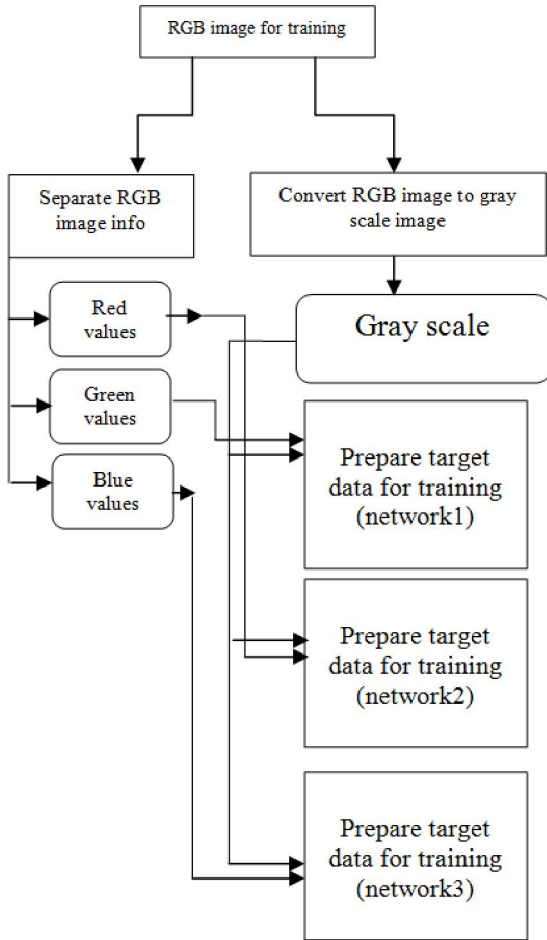 RGB image for training
Separate RGB
image info
Convert RGB image to gray
scale image
Red
values
Gray scale
Green
values
Blue
values
Prepare target
data for training
(network1)
Prepare target
data for training
(network2)
Prepare target
data for training
(network3)